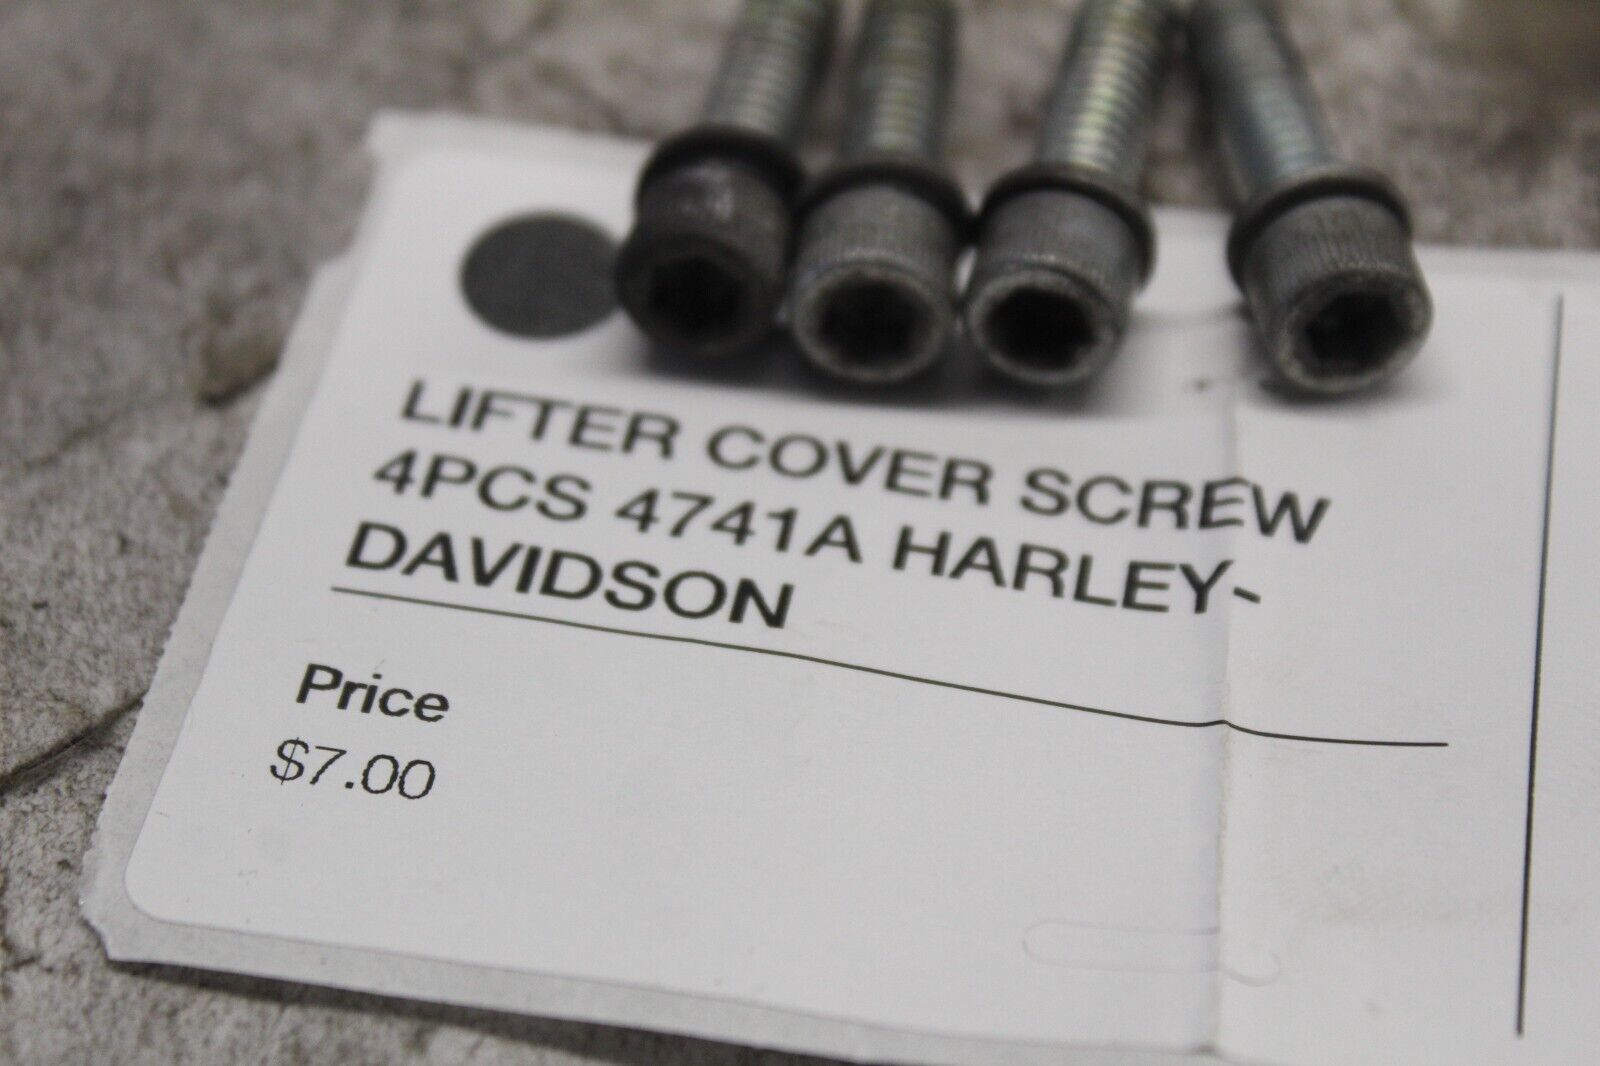 LIFTER COVER SCREW
4PCS 4741A HARLEY-
DAVIDSON
Price
$7.00